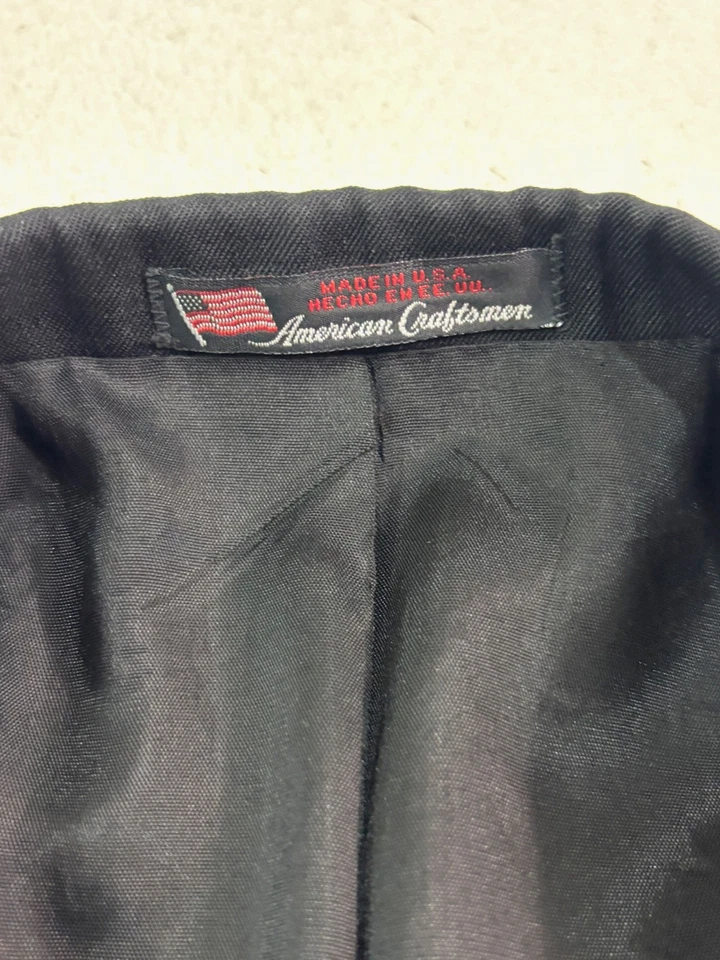 MADE IN U.S.A.
HECHO EN EE. UU..
American Craftsmen